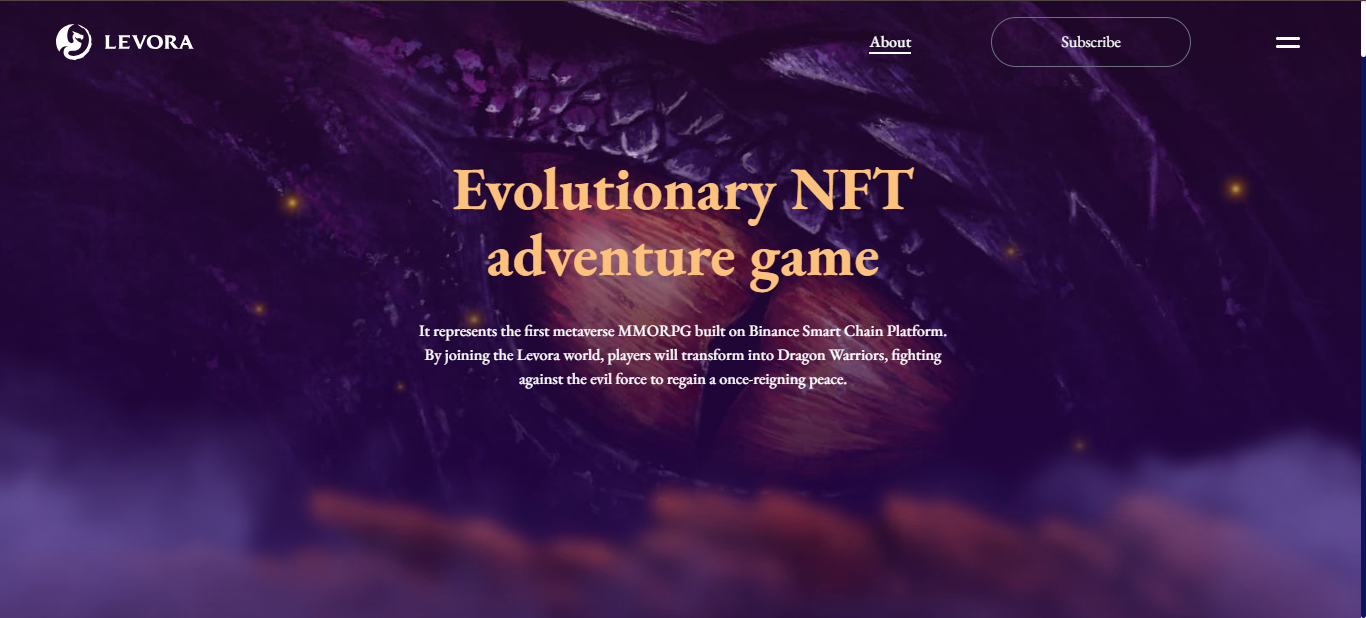 LEVORA
About
Subscribe
Evolutionary NFT
adventure game
It represents the first metaverse MMORPG built on Binance Smart Chain Platform.
By joining the Levora world, players will transform into Dragon Warriors, fighting
against the evil force to regain a once-reigning peace.